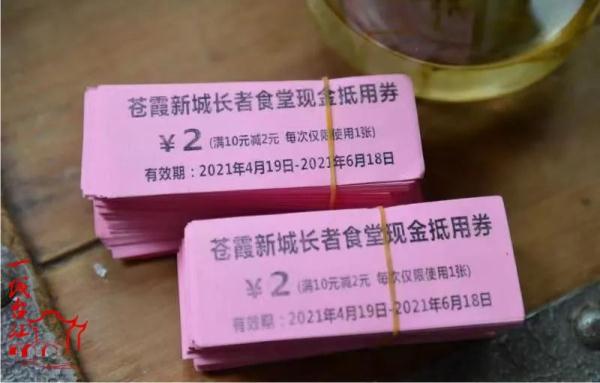 苍霞新城长者食堂现金抵用券
￥2 (满10元减2元 每次仅限使用1张)
有效期：2021年4月19日-2021年6月18日
苍霞新城长者食堂现金抵用券
￥2 (满10元减2元 每次仅限使用1张)
有效期：2021年4月19日-2021年6月18日